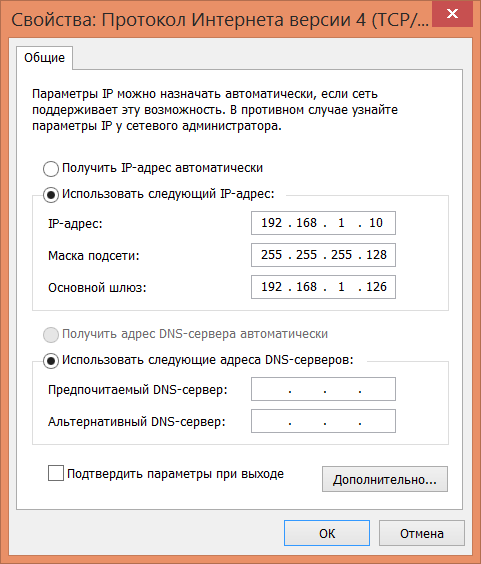 Свойства: Протокол Интернета версии 4 (TCP/...
Общие
Параметры IP можно назначать автоматически, если сеть
поддерживает эту возможность. В противном случае узнайте
параметры IP у сетевого администратора.
Получить IP-адрес автоматически
Использовать следующий IP-адрес:
IP-адрес: 192 . 168 . 1 . 10
Маска подсети: 255 . 255 . 255 . 128
Основной шлюз: 192 . 168 . 1 . 126
Получить адрес DNS-сервера автоматически
Использовать следующие адреса DNS-серверов:
Предпочитаемый DNS-сервер: . . .
Альтернативный DNS-сервер: . . .
Подтвердить параметры при выходе
Дополнительно...
ОК Отмена